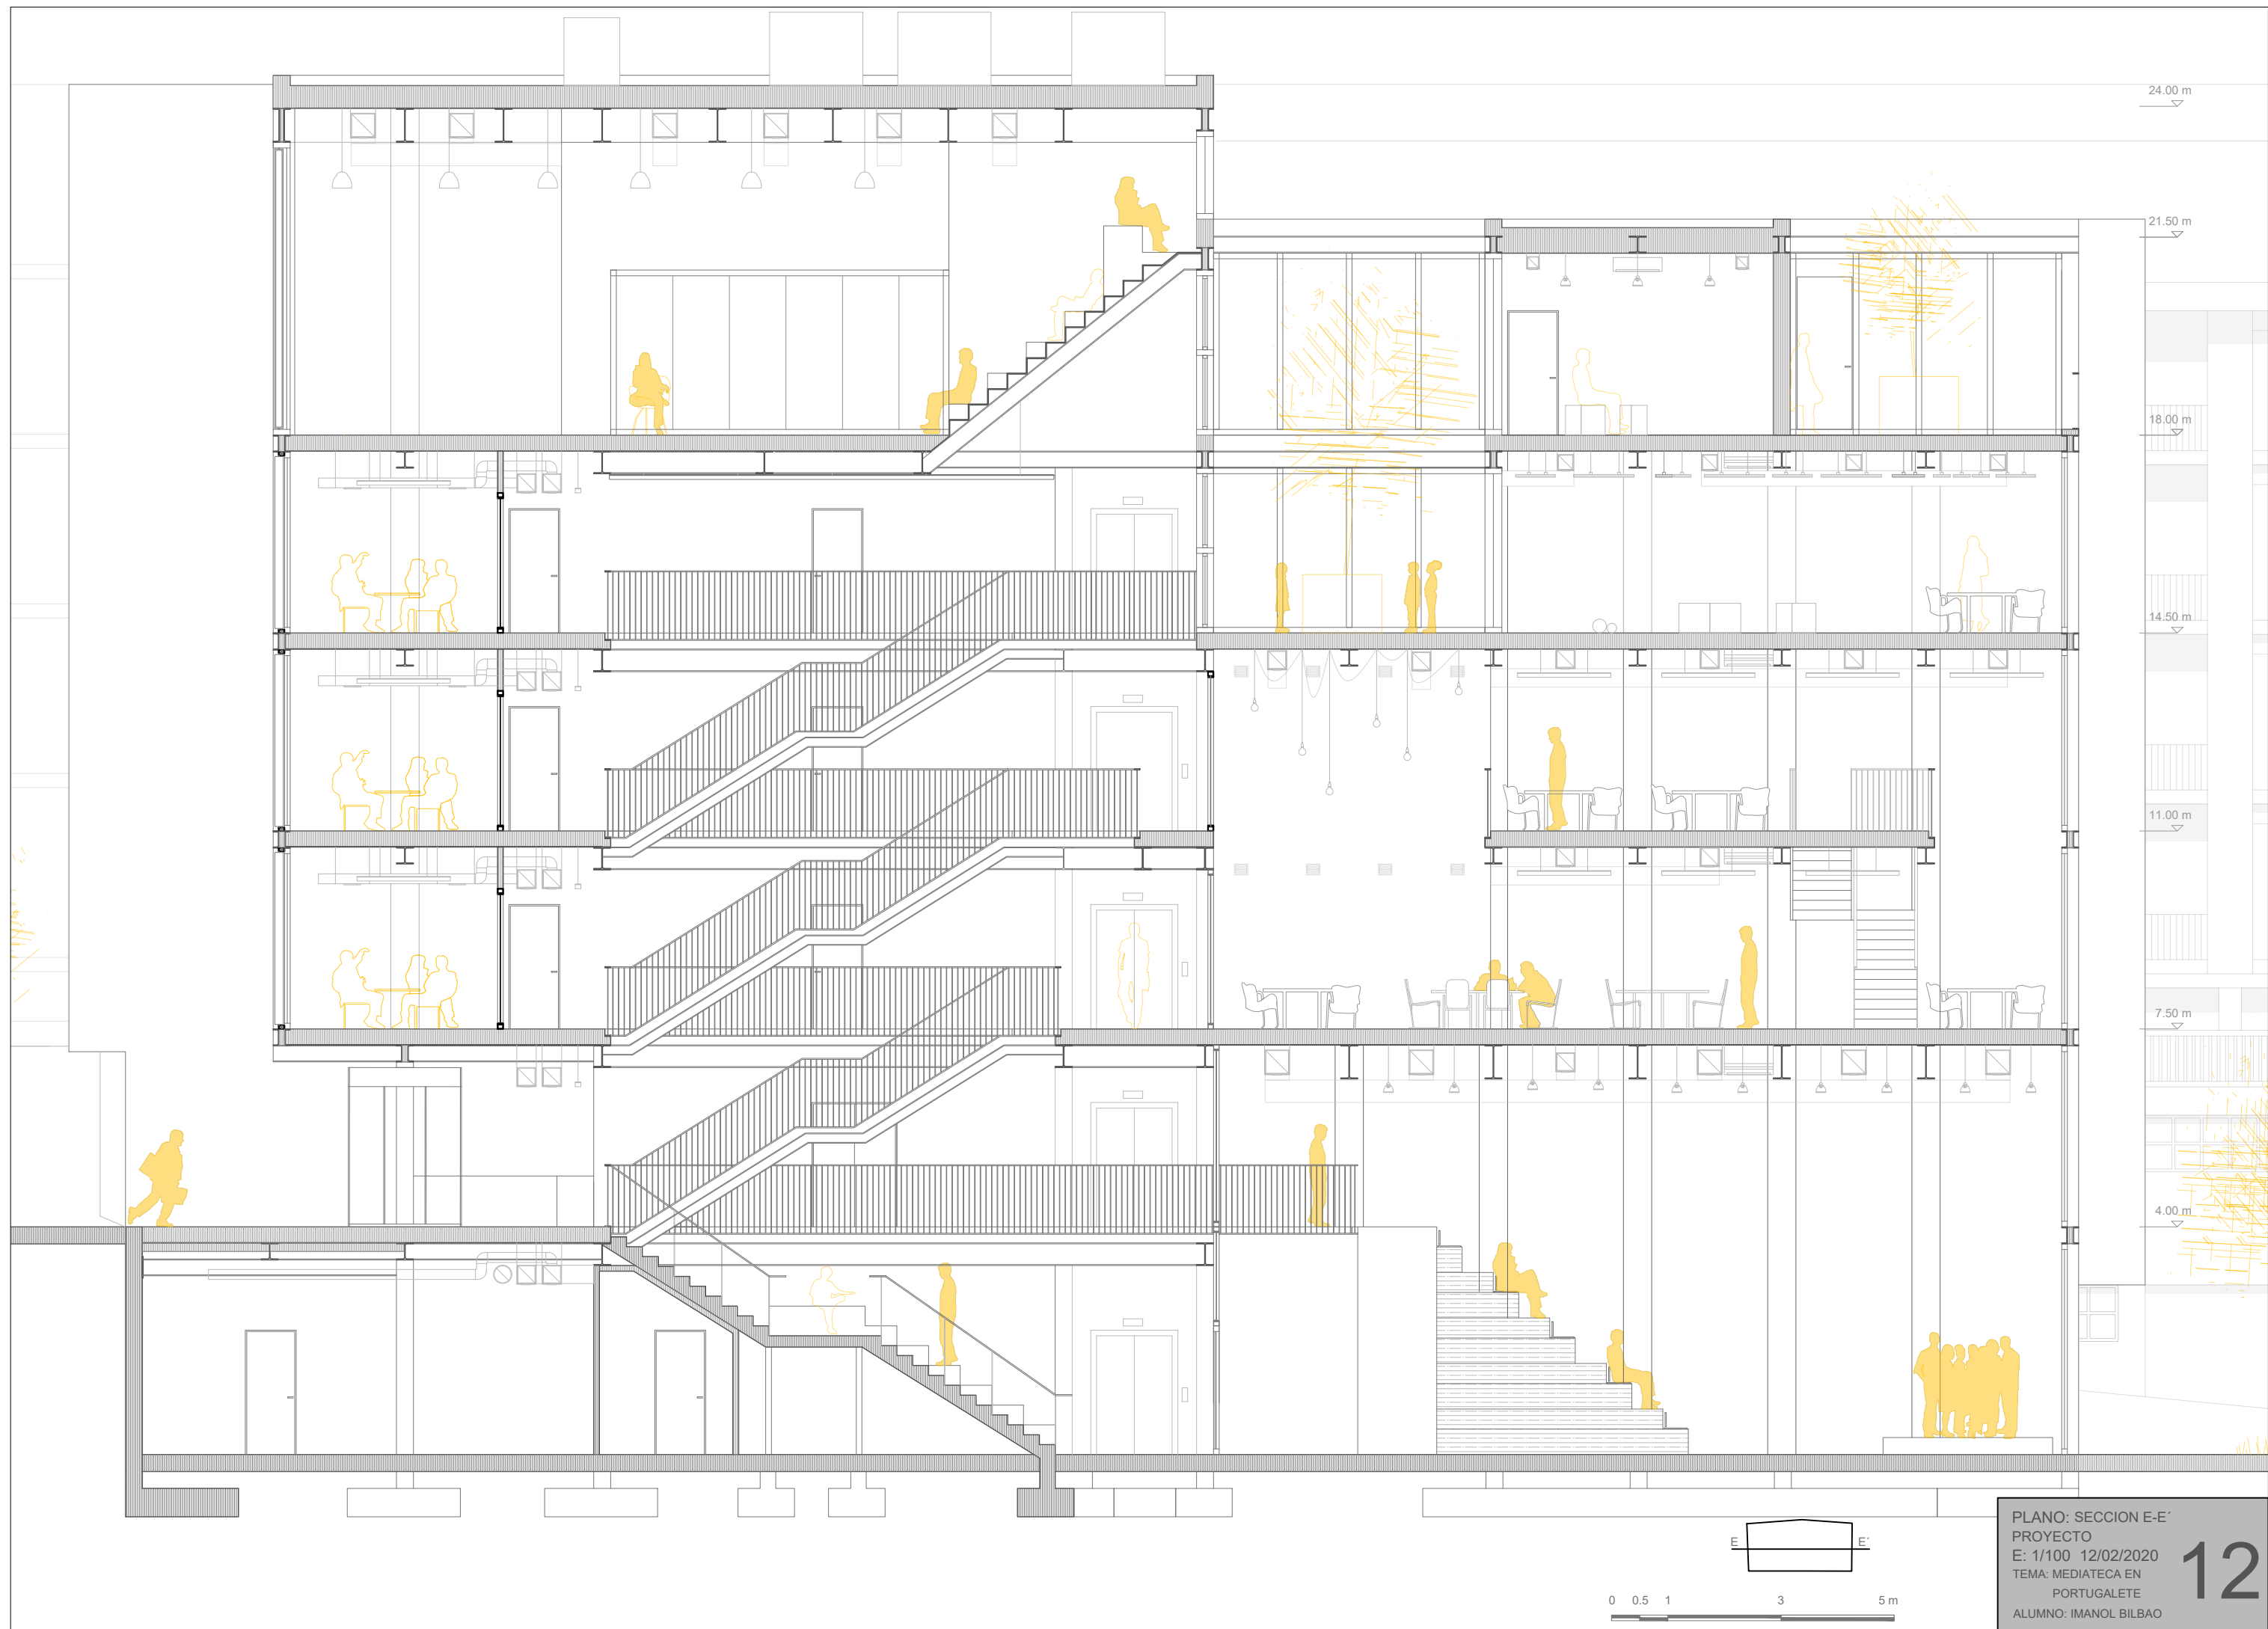 24.00 m
21.50 m
18.00 m
14.50 m
11.00 m
7.50 m
4.00 m
E E´
0 0.5 1 3 5 m
PLANO: SECCION E-E´
PROYECTO
E: 1/100 12/02/2020
TEMA: MEDIATECA EN
PORTUGALETE
ALUMNO: IMANOL BILBAO
12